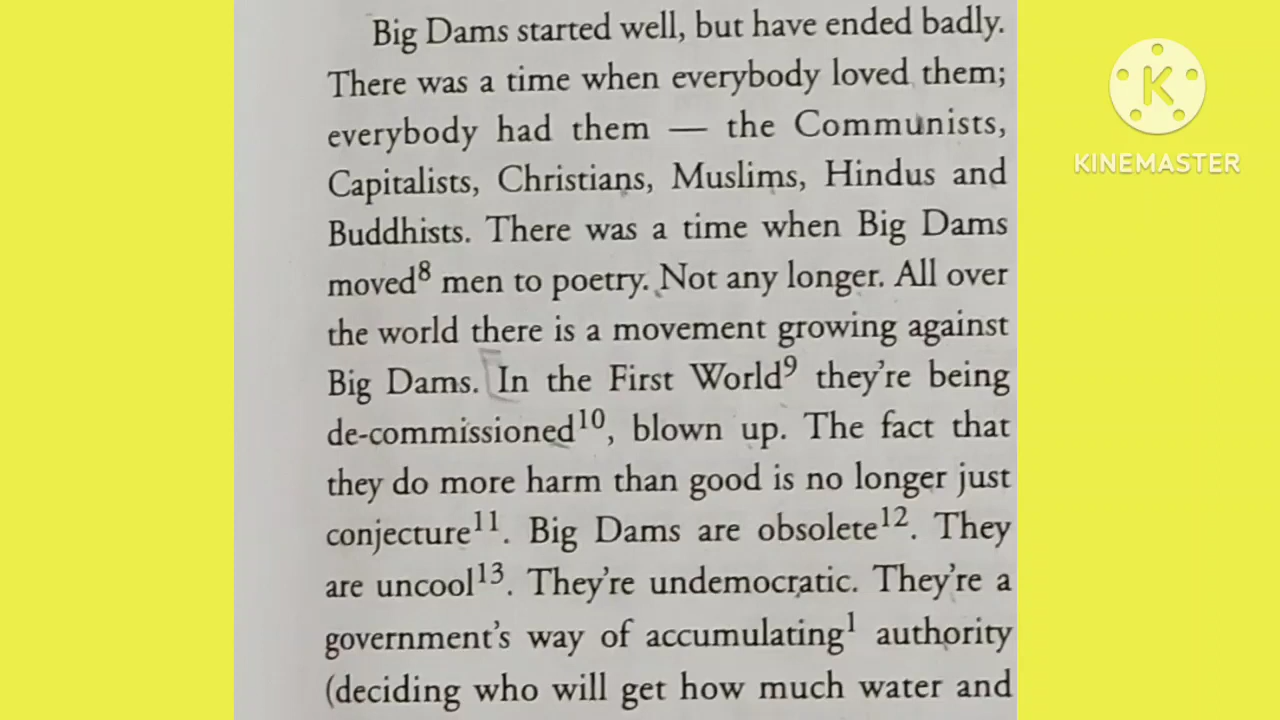 Big Dams started well, but have ended badly.
There was a time when everybody loved them;
everybody had them — the Communists,
Capitalists, Christians, Muslims, Hindus and
Buddhists. There was a time when Big Dams
moved⁸ men to poetry. Not any longer. All over
the world there is a movement growing against
Big Dams. In the First World⁹ they're being
de-commissioned¹⁰, blown up. The fact that
they do more harm than good is no longer just
conjecture¹¹. Big Dams are obsolete¹². They
are uncool¹³. They're undemocratic. They're a
government's way of accumulating¹ authority
(deciding who will get how much water and
K
KINEMASTER